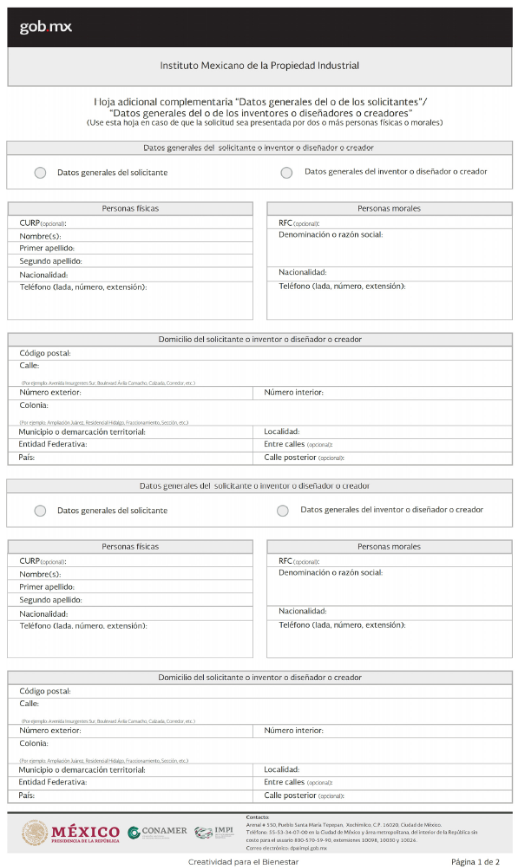 gob.mx
Instituto Mexicano de la Propiedad Industrial
Hoja adicional complementaria "Datos generales del o de los solicitantes"/
"Datos generales del o de los inventores o diseñadores o creadores"
(Use esta hoja en caso de que la solicitud sea presentada por dos o más personas físicas o morales)
Datos generales del solicitante o inventor o diseñador o creador
Datos generales del solicitante
Datos generales del inventor o diseñador o creador
Personas físicas
CURP (opcional):
Nombre(s):
Primer apellido:
Segundo apellido:
Nacionalidad:
Teléfono (lada, número, extensión):
Personas morales
RFC (opcional):
Denominación o razón social:
Nacionalidad:
Teléfono (lada, número, extensión):
Domicilio del solicitante o inventor o diseñador o creador
Código postal:
Calle:
(Por ejemplo: Avenida Insurgentes Sur, Boulevard Ávila Camacho, Calzada, Corredor, etc.)
Número exterior:
Número interior:
Colonia:
(Por ejemplo: Ampliación Juárez, Residencial Hidalgo, Fraccionamiento, Sección, etc.)
Municipio o demarcación territorial:
Localidad:
Entidad Federativa:
Entre calles (opcional):
País:
Calle posterior (opcional):
Datos generales del solicitante o inventor o diseñador o creador
Datos generales del solicitante
Datos generales del inventor o diseñador o creador
Personas físicas
CURP (opcional):
Nombre(s):
Primer apellido:
Segundo apellido:
Nacionalidad:
Teléfono (lada, número, extensión):
Personas morales
RFC (opcional):
Denominación o razón social:
Nacionalidad:
Teléfono (lada, número, extensión):
Domicilio del solicitante o inventor o diseñador o creador
Código postal:
Calle:
(Por ejemplo: Avenida Insurgentes Sur, Boulevard Ávila Camacho, Calzada, Corredor, etc.)
Número exterior:
Número interior:
Colonia:
(Por ejemplo: Ampliación Juárez, Residencial Hidalgo, Fraccionamiento, Sección, etc.)
Municipio o demarcación territorial:
Localidad:
Entidad Federativa:
Entre calles (opcional):
País:
Calle posterior (opcional):
MÉXICO
PRESIDENCIA DE LA REPÚBLICA
CONAMER
IMPI
Contacto:
Arenal # 550, Pueblo Santa María Tepepan, Xochimilco, C.P. 16020, Ciudad de México.
Teléfono: 55-53-34-07-00 en la Ciudad de México y área metropolitana, del interior de la República sin
costo para el usuario 800-570-59-90, extensiones 10098, 10030 y 10026.
Correo electrónico: dpa@impi.gob.mx
Creatividad para el Bienestar
Página 1 de 2